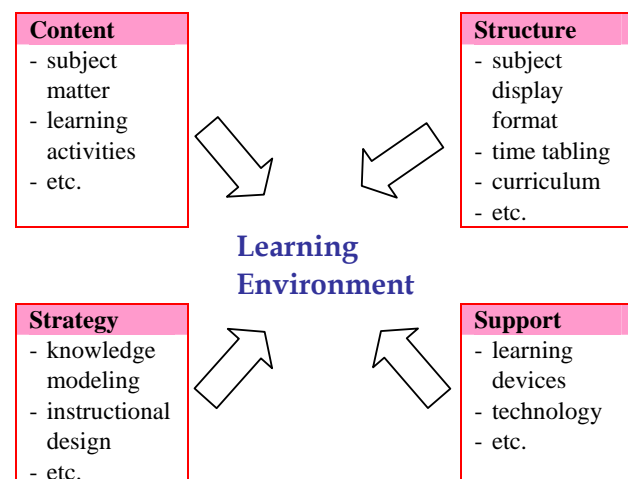 Content
- subject
matter
- learning
activities
- etc.
Structure
- subject
display
format
- time tabling
- curriculum
- etc.
Learning
Environment
Strategy
- knowledge
modeling
- instructional
design
- etc.
Support
- learning
devices
- technology
- etc.